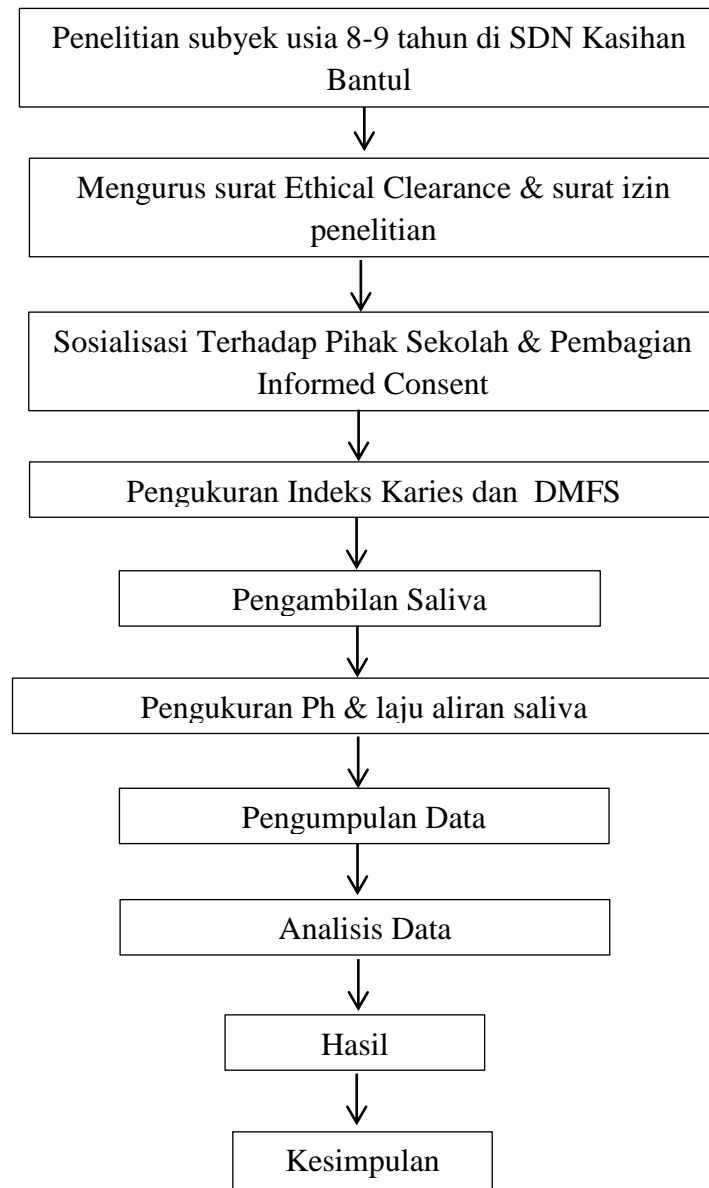 Penelitian subyek usia 8-9 tahun di SDN Kasihan
Bantul
Mengurus surat Ethical Clearance & surat izin
penelitian
Sosialisasi Terhadap Pihak Sekolah & Pembagian
Informed Consent
Pengukuran Indeks Karies dan DMFS
Pengambilan Saliva
Pengukuran Ph & laju aliran saliva
Pengumpulan Data
Analisis Data
Hasil
Kesimpulan